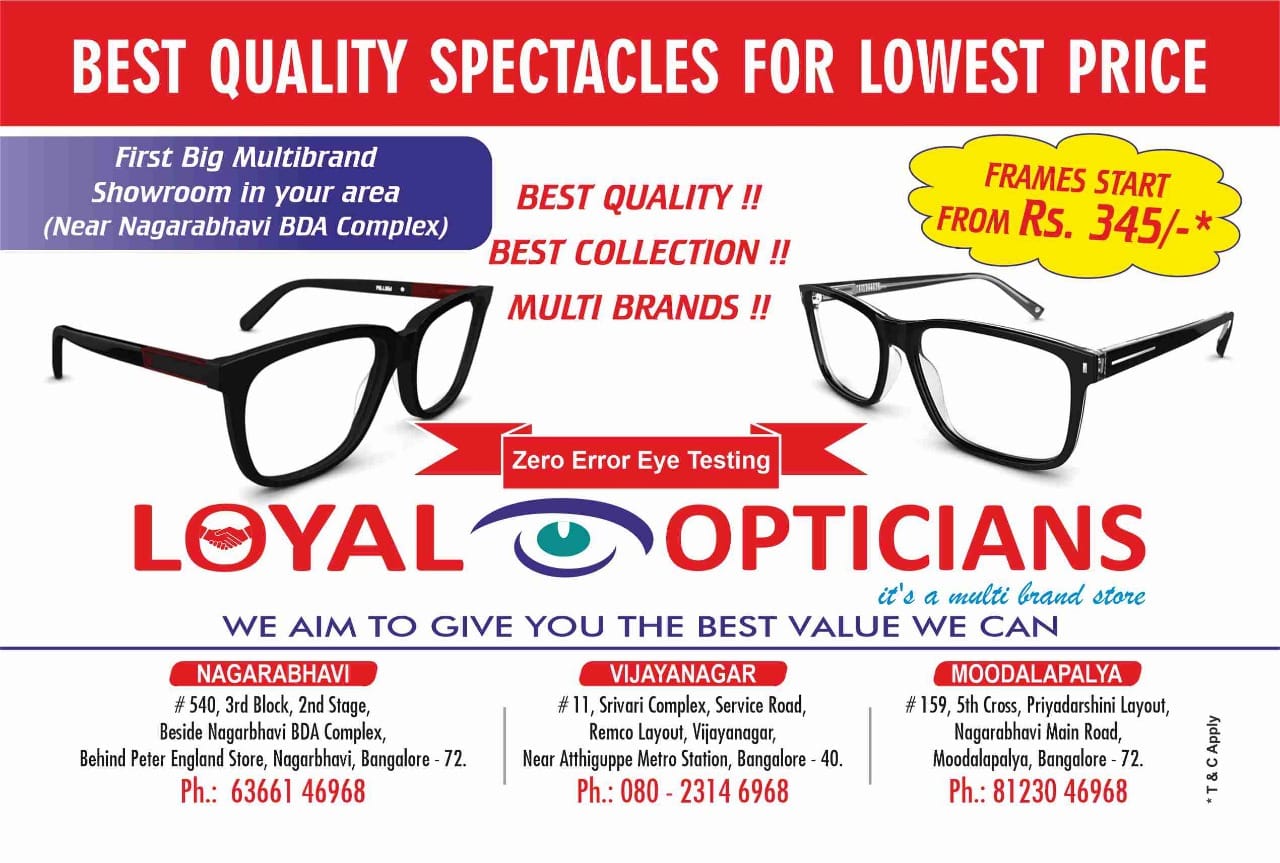 BEST QUALITY SPECTACLES FOR LOWEST PRICE
First Big Multibrand
Showroom in your area
(Near Nagarabhavi BDA Complex)
BEST QUALITY !!
BEST COLLECTION !!
MULTI BRANDS !!
FRAMES START
FROM Rs. 345/-*
Zero Error Eye Testing
LOYAL OPTICIANS
it's a multi brand store
WE AIM TO GIVE YOU THE BEST VALUE WE CAN
NAGARABHAVI
# 540, 3rd Block, 2nd Stage,
Beside Nagarbhavi BDA Complex,
Behind Peter England Store, Nagarbhavi, Bangalore - 72.
Ph.: 63661 46968
VIJAYANAGAR
# 11, Srivari Complex, Service Road,
Remco Layout, Vijayanagar,
Near Atthiguppe Metro Station, Bangalore - 40.
Ph.: 080 - 2314 6968
MOODALAPALYA
# 159, 5th Cross, Priyadarshini Layout,
Nagarabhavi Main Road,
Moodalapalya, Bangalore - 72.
Ph.: 81230 46968
* T & C Apply